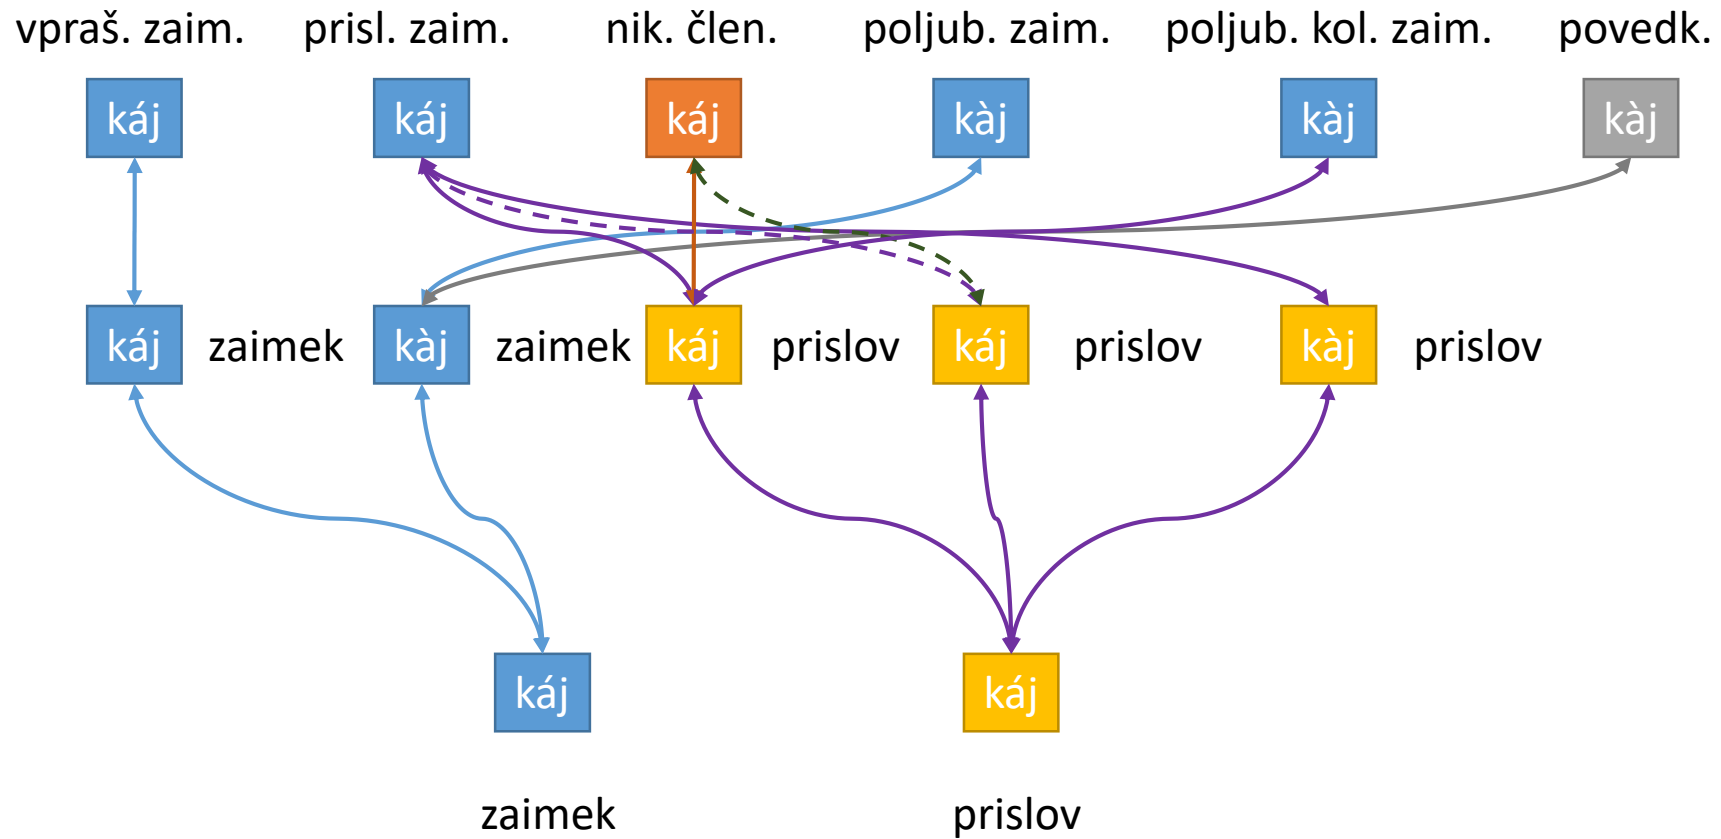 vpraš. zaim. prisl. zaim. nik. člen. poljub. zaim. poljub. kol. zaim. povedk.
káj káj káj kàj kàj kàj
káj zaimek kàj zaimek káj prislov káj prislov kàj prislov
káj káj
zaimek prislov